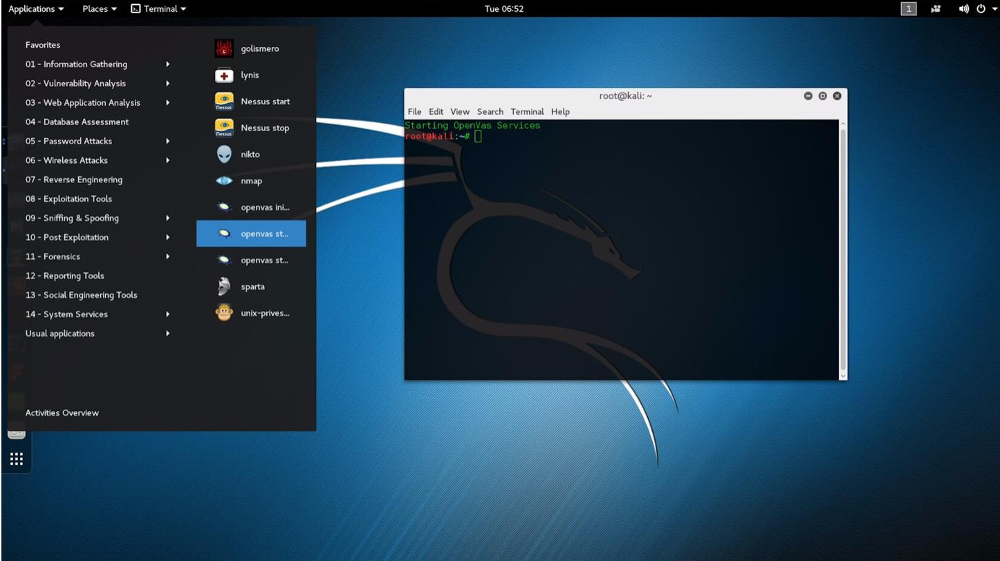 Applications Places Terminal Tue 06:52 1
Favorites
01 - Information Gathering
02 - Vulnerability Analysis
03 - Web Application Analysis
04 - Database Assessment
05 - Password Attacks
06 - Wireless Attacks
07 - Reverse Engineering
08 - Exploitation Tools
09 - Sniffing & Spoofing
10 - Post Exploitation
11 - Forensics
12 - Reporting Tools
13 - Social Engineering Tools
14 - System Services
Usual applications
Activities Overview
golismero
lynis
Nessus start
Nessus stop
nikto
nmap
openvas ini...
openvas st...
openvas st...
sparta
unix-prives...
Nessus
Nessus
root@kali: ~
File Edit View Search Terminal Help
Starting OpenVas Services
root@kali:~#